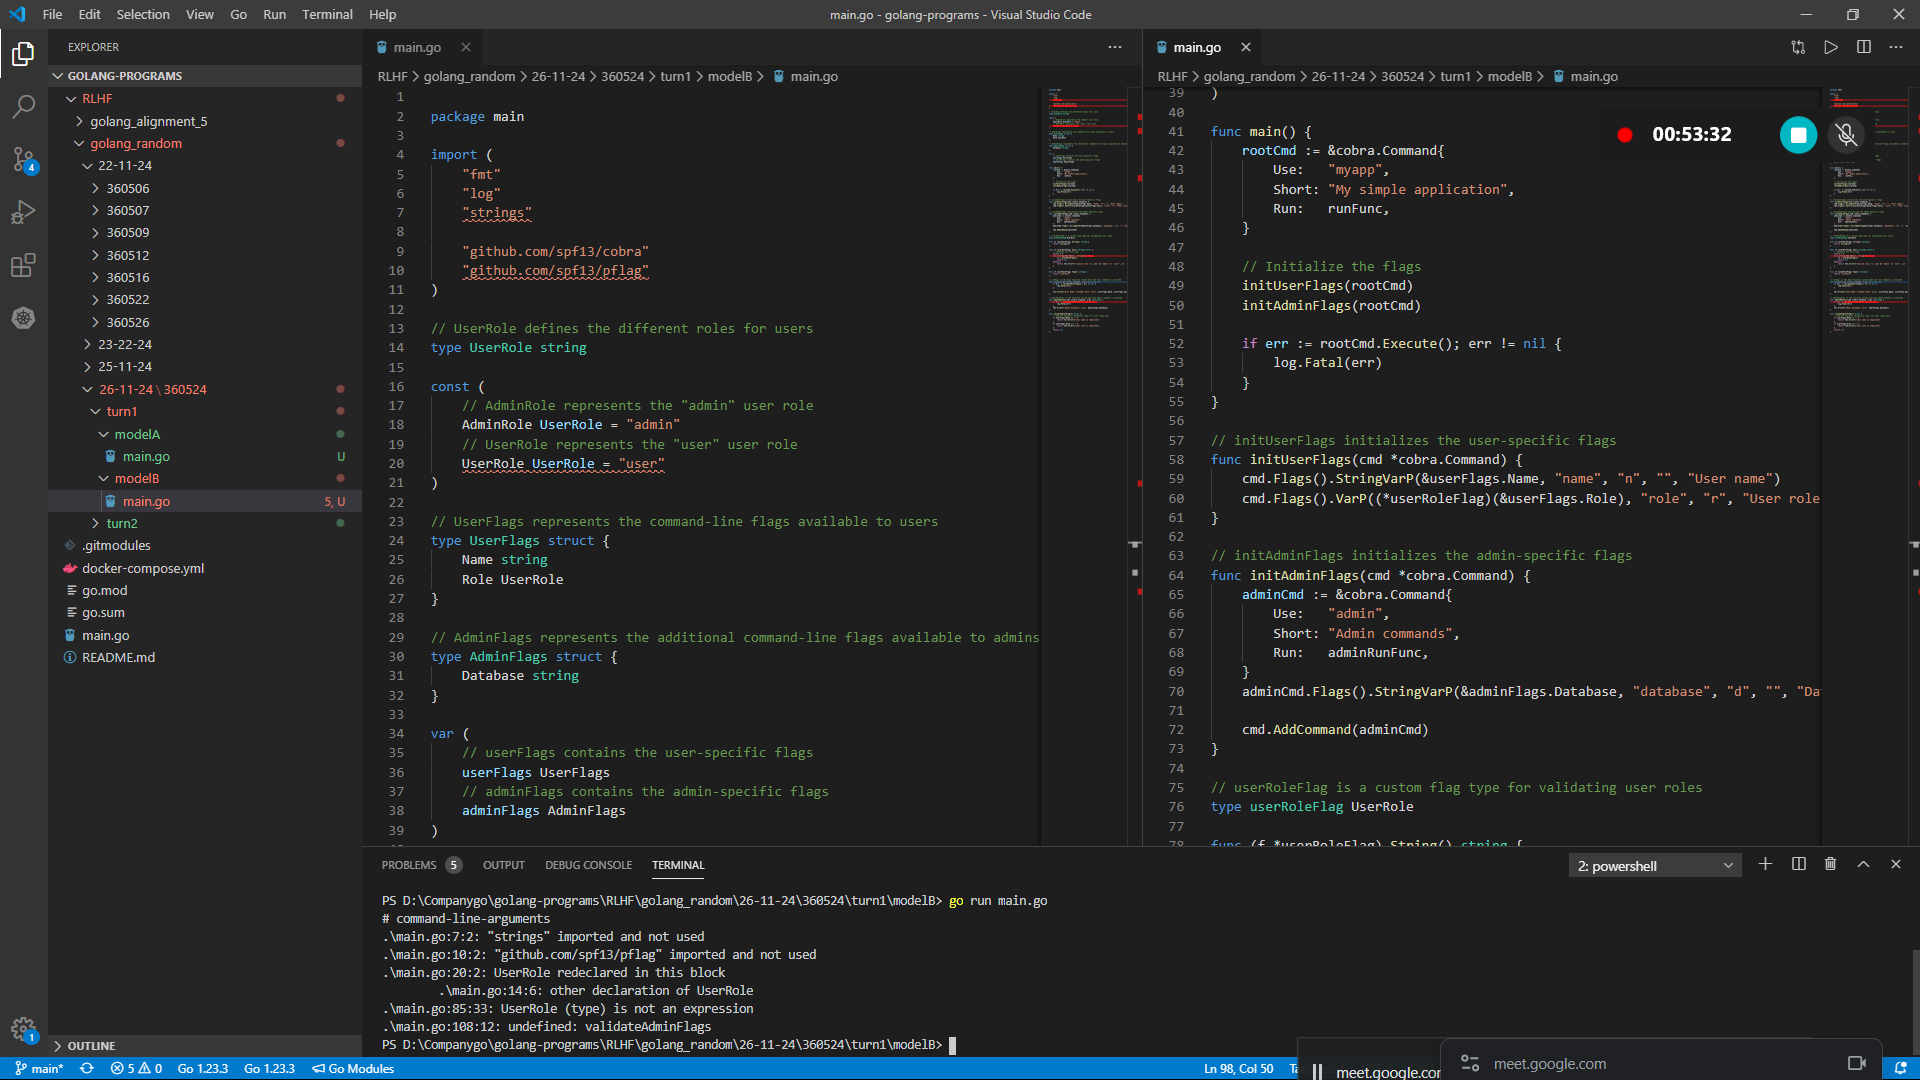 File Edit Selection View Go Run Terminal Help
main.go - golang-programs - Visual Studio Code
EXPLORER
GOLANG-PROGRAMS
RLHF
golang_alignment_5
golang_random
22-11-24
360506
360507
360509
360512
360516
360522
360526
23-22-24
25-11-24
26-11-24 \ 360524
turn1
modelA
main.go U
modelB
main.go 5, U
turn2
.gitmodules
docker-compose.yml
go.mod
go.sum
main.go
README.md
OUTLINE
4
1
main.go
RLHF > golang_random > 26-11-24 > 360524 > turn1 > modelB > main.go
1
2 package main
3
4 import (
5 "fmt"
6 "log"
7 "strings"
8
9 "github.com/spf13/cobra"
10 "github.com/spf13/pflag"
11 )
12
13 // UserRole defines the different roles for users
14 type UserRole string
15
16 const (
17 // AdminRole represents the "admin" user role
18 AdminRole UserRole = "admin"
19 // UserRole represents the "user" user role
20 UserRole UserRole = "user"
21 )
22
23 // UserFlags represents the command-line flags available to users
24 type UserFlags struct {
25 Name string
26 Role UserRole
27 }
28
29 // AdminFlags represents the additional command-line flags available to admins
30 type AdminFlags struct {
31 Database string
32 }
33
34 var (
35 // userFlags contains the user-specific flags
36 userFlags UserFlags
37 // adminFlags contains the admin-specific flags
38 adminFlags AdminFlags
39 )
main.go
RLHF > golang_random > 26-11-24 > 360524 > turn1 > modelB > main.go
00:53:32
39 )
40
41 func main() {
42 rootCmd := &cobra.Command{
43 Use: "myapp",
44 Short: "My simple application",
45 Run: runFunc,
46 }
47
48 // Initialize the flags
49 initUserFlags(rootCmd)
50 initAdminFlags(rootCmd)
51
52 if err := rootCmd.Execute(); err != nil {
53 log.Fatal(err)
54 }
55 }
56
57 // initUserFlags initializes the user-specific flags
58 func initUserFlags(cmd *cobra.Command) {
59 cmd.Flags().StringVarP(&userFlags.Name, "name", "n", "", "User name")
60 cmd.Flags().VarP((*userRoleFlag)(&userFlags.Role), "role", "r", "User role
61 }
62
63 // initAdminFlags initializes the admin-specific flags
64 func initAdminFlags(cmd *cobra.Command) {
65 adminCmd := &cobra.Command{
66 Use: "admin",
67 Short: "Admin commands",
68 Run: adminRunFunc,
69 }
70 adminCmd.Flags().StringVarP(&adminFlags.Database, "database", "d", "", "Da
71
72 cmd.AddCommand(adminCmd)
73 }
74
75 // userRoleFlag is a custom flag type for validating user roles
76 type userRoleFlag UserRole
77
78 func (f *userRoleFlag) String() string {
PROBLEMS 5 OUTPUT DEBUG CONSOLE TERMINAL
2: powershell
PS D:\Companygo\golang-programs\RLHF\golang_random\26-11-24\360524\turn1\modelB> go run main.go
# command-line-arguments
.\main.go:7:2: "strings" imported and not used
.\main.go:10:2: "github.com/spf13/pflag" imported and not used
.\main.go:20:2: UserRole redeclared in this block
.\main.go:14:6: other declaration of UserRole
.\main.go:85:33: UserRole (type) is not an expression
.\main.go:108:12: undefined: validateAdminFlags
PS D:\Companygo\golang-programs\RLHF\golang_random\26-11-24\360524\turn1\modelB>
main* 5 0 Go 1.23.3 Go 1.23.3 Go Modules
Ln 98, Col 50
meet.google.com
meet.google.com